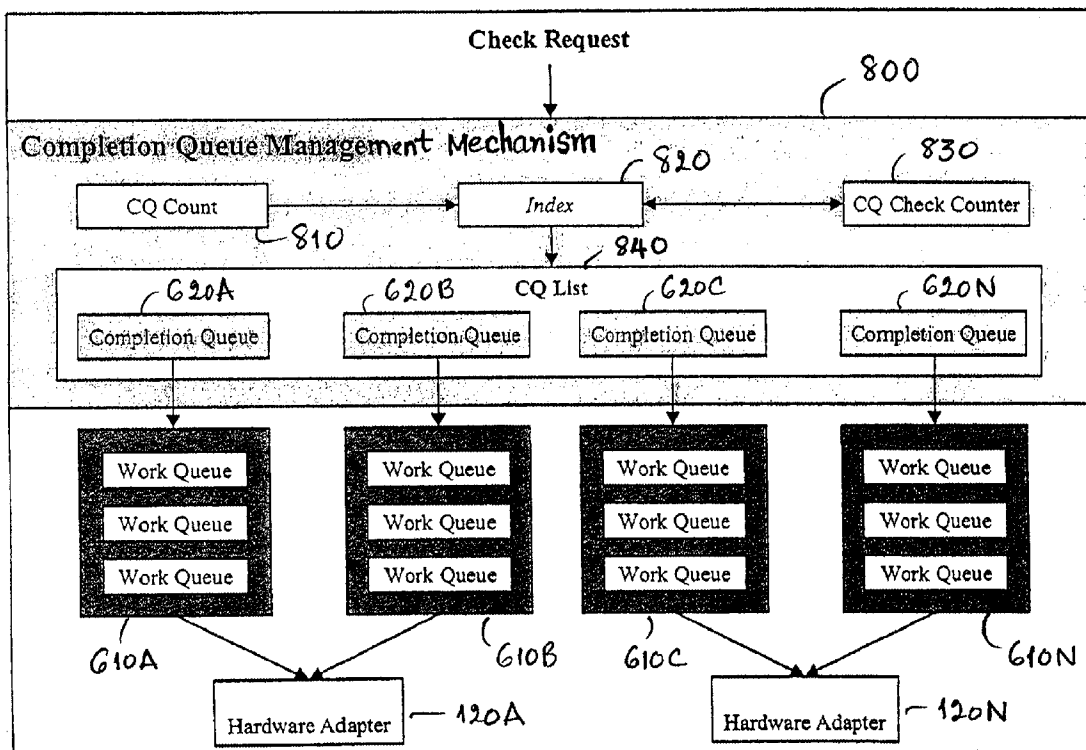 Check Request
800
Completion Queue Management Mechanism
820
830
CQ Count
Index
CQ Check Counter
810
840
620A
620B
CQ List
620C
620N
Completion Queue
Completion Queue
Completion Queue
Completion Queue
Work Queue
Work Queue
Work Queue
Work Queue
Work Queue
Work Queue
Work Queue
Work Queue
Work Queue
Work Queue
Work Queue
Work Queue
610A
610B
610C
610N
Hardware Adapter
120A
Hardware Adapter
120N